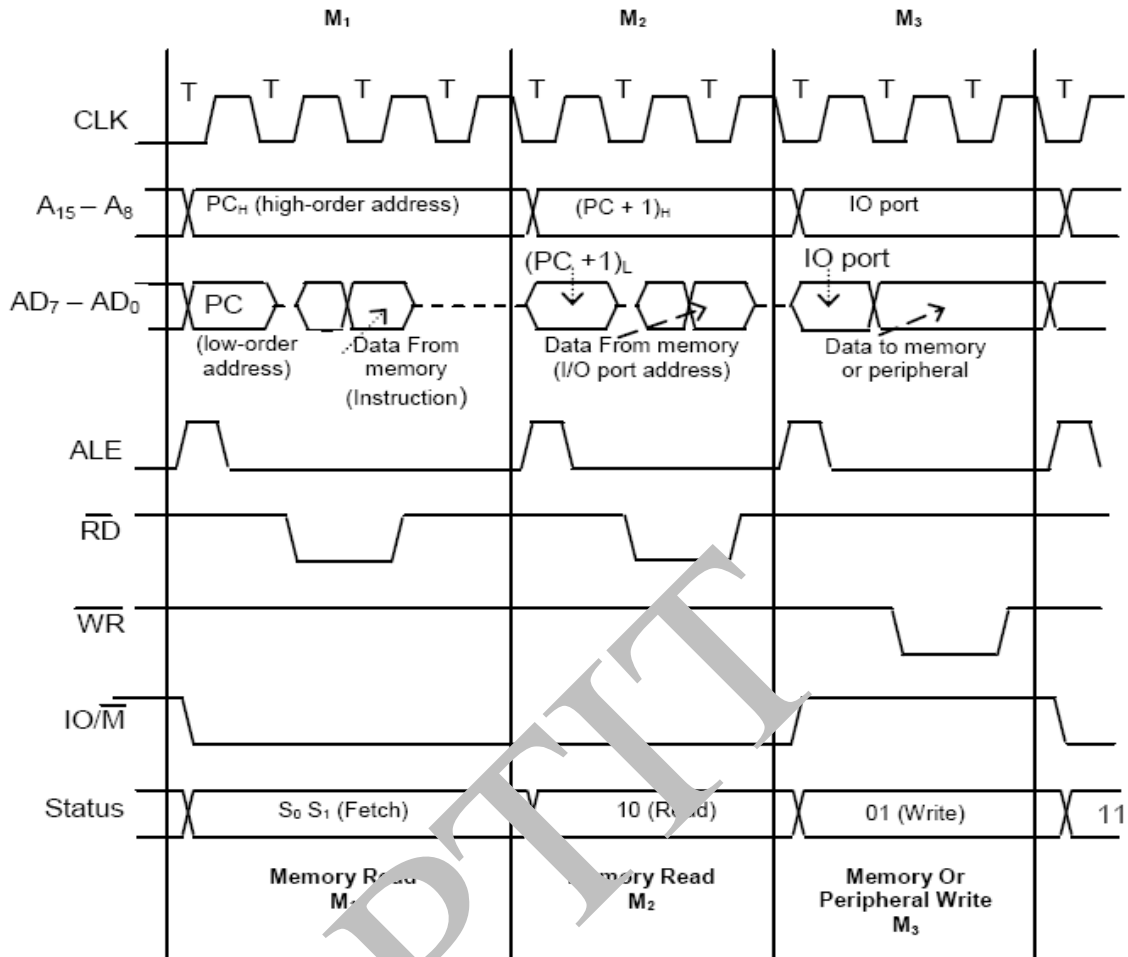 M₁ M₂ M₃
T T T T T T T T T T T
CLK
A₁₅ – A₈ PCH (high-order address) (PC + 1)H IO port
(PC +1)L IO port
AD₇ – AD₀ PC
(low-order address) Data From memory (Instruction)
Data From memory (I/O port address)
Data to memory or peripheral
ALE
R̅D̅
W̅R̅
IO/M̅
Status S₀ S₁ (Fetch) 10 (Read) 01 (Write) 11
Memory Read Memory Read Memory Or
M₂ Peripheral Write
M₃
PTIT